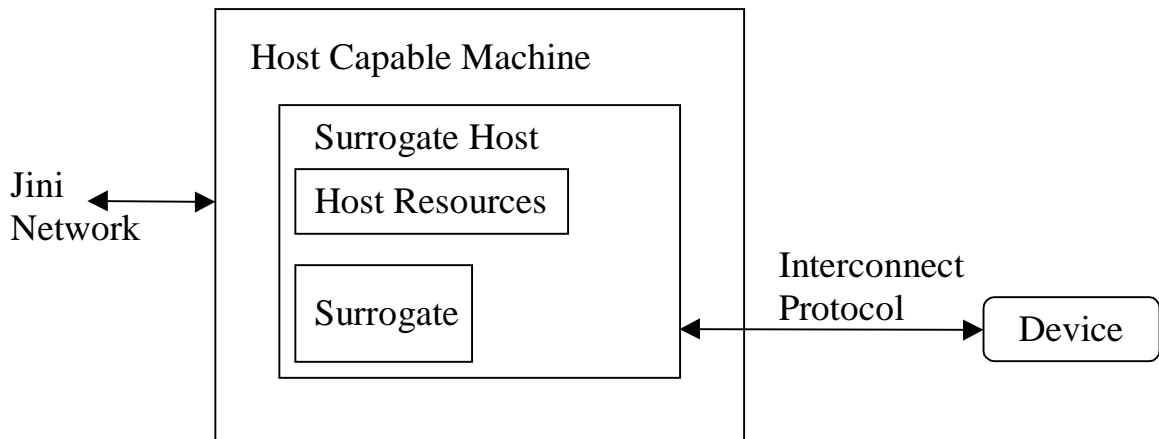 Host Capable Machine
Surrogate Host
Jini
Network
Host Resources
Interconnect
Protocol
Surrogate
Device